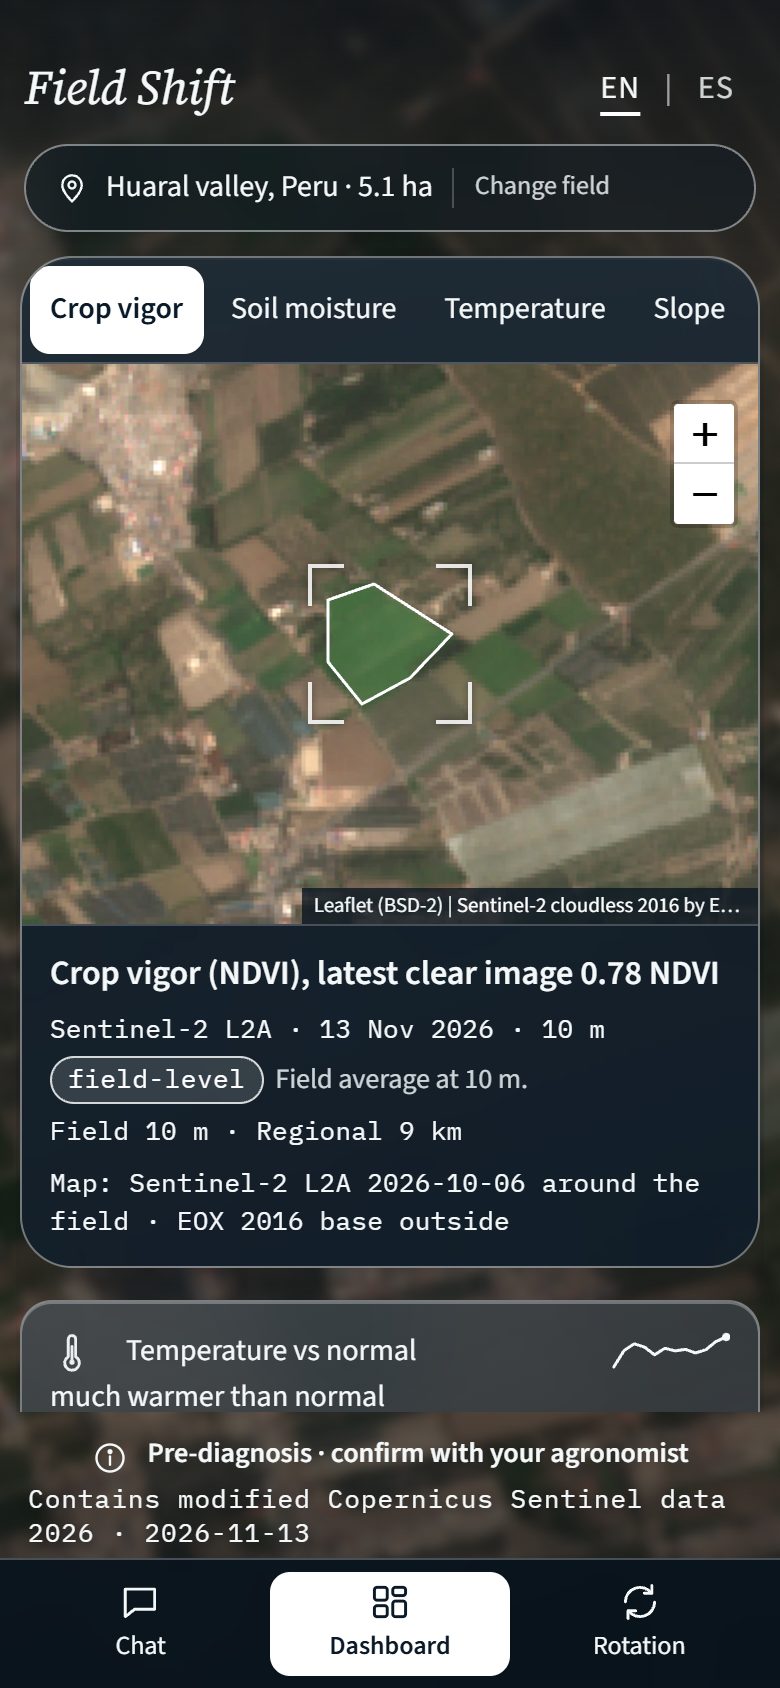 Field Shift
EN | ES
Huaral valley, Peru · 5.1 ha | Change field
Crop vigor Soil moisture Temperature Slope
+
−
Leaflet (BSD-2) | Sentinel-2 cloudless 2016 by E…
Crop vigor (NDVI), latest clear image 0.78 NDVI
Sentinel-2 L2A · 13 Nov 2026 · 10 m
field-level Field average at 10 m.
Field 10 m · Regional 9 km
Map: Sentinel-2 L2A 2026-10-06 around the
field · EOX 2016 base outside
Temperature vs normal
much warmer than normal
Pre-diagnosis · confirm with your agronomist
Contains modified Copernicus Sentinel data
2026 · 2026-11-13
Chat Dashboard Rotation